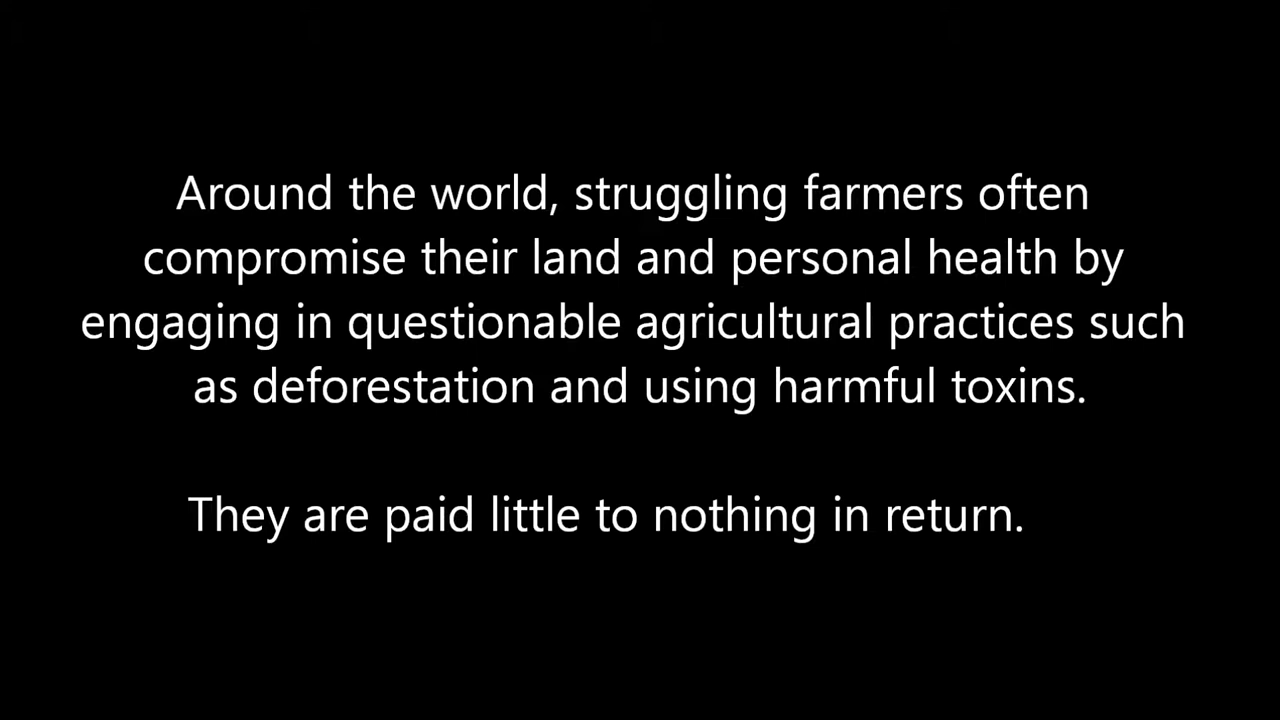 Around the world, struggling farmers often
compromise their land and personal health by
engaging in questionable agricultural practices such
as deforestation and using harmful toxins.
They are paid little to nothing in return.